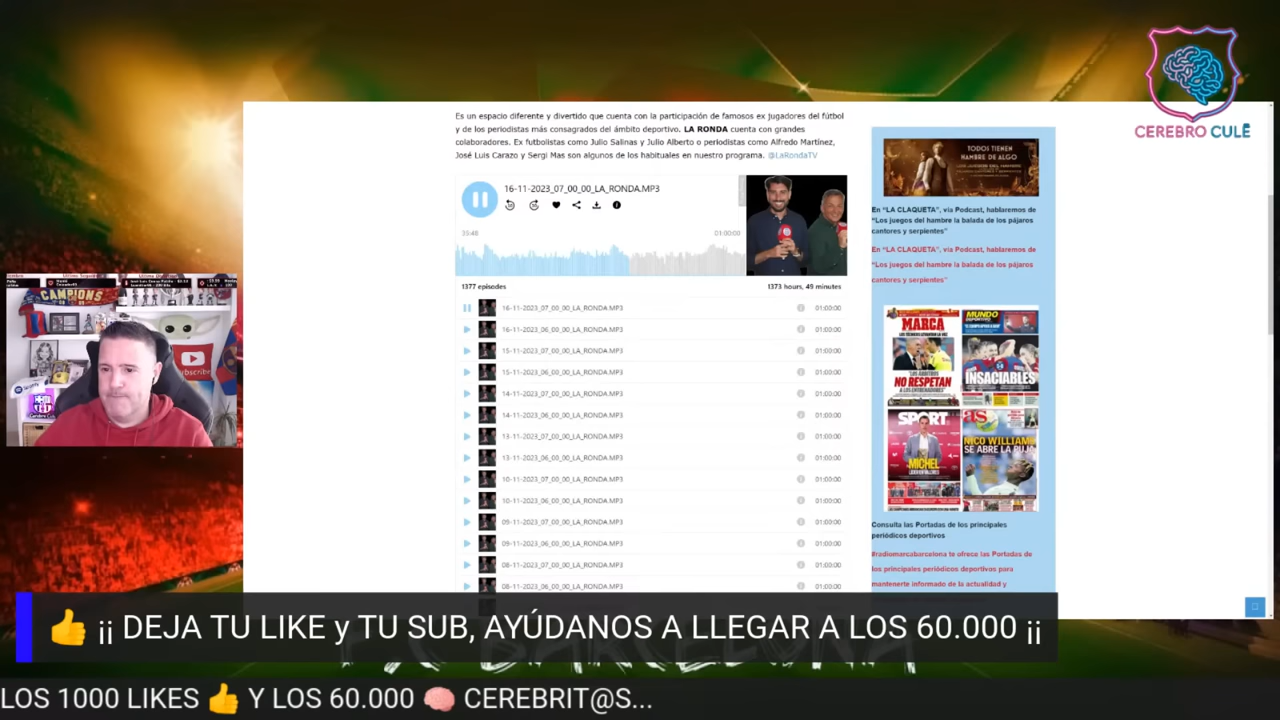 CEREBRO CULÉ
Es un espacio diferente y divertido que cuenta con la participación de famosos ex jugadores del fútbol
y de los periodistas más consagrados del ámbito deportivo. LA RONDA cuenta con grandes
colaboradores. Ex futbolistas como Julio Salinas y Julio Alberto o periodistas como Alfredo Martínez,
José Luis Carazo y Sergi Mas son algunos de los habituales en nuestro programa. @LaRondaTV
16-11-2023_07_00_00_LA_RONDA.MP3
35:48
01:00:00
1377 episodes
1373 hours, 49 minutes
16-11-2023_07_00_00_LA_RONDA.MP3 01:00:00
16-11-2023_06_00_00_LA_RONDA.MP3 01:00:00
15-11-2023_07_00_00_LA_RONDA.MP3 01:00:00
15-11-2023_06_00_00_LA_RONDA.MP3 01:00:00
14-11-2023_07_00_00_LA_RONDA.MP3 01:00:00
14-11-2023_06_00_00_LA_RONDA.MP3 01:00:00
13-11-2023_07_00_00_LA_RONDA.MP3 01:00:00
13-11-2023_06_00_00_LA_RONDA.MP3 01:00:00
10-11-2023_07_00_00_LA_RONDA.MP3 01:00:00
10-11-2023_06_00_00_LA_RONDA.MP3 01:00:00
09-11-2023_07_00_00_LA_RONDA.MP3 01:00:00
09-11-2023_06_00_00_LA_RONDA.MP3 01:00:00
08-11-2023_07_00_00_LA_RONDA.MP3 01:00:00
08-11-2023_06_00_00_LA_RONDA.MP3 01:00:00
TODOS TIENEN
HAMBRE DE ALGO
En "LA CLAQUETA", vía Podcast, hablaremos de
"Los juegos del hambre la balada de los pájaros
cantores y serpientes"
En "LA CLAQUETA", vía Podcast, hablaremos de
"Los juegos del hambre la balada de los pájaros
cantores y serpientes"
MARCA
NO RESPETAN
MUNDO
INSACIABLES
SPORT
MICHEL
as
NICO WILLIAMS
SE ABRE LA PUJA
Consulta las Portadas de los principales
periódicos deportivos
#radiomarcabarcelona te ofrece las Portadas de
los principales periódicos deportivos para
mantenerte informado de la actualidad y
CHAMPIONS
Subscribe
👍 ¡¡ DEJA TU LIKE y TU SUB, AYÚDANOS A LLEGAR A LOS 60.000 ¡¡
FC BARCELONA
LOS 1000 LIKES 👍 Y LOS 60.000 🧠 CEREBRIT@S...